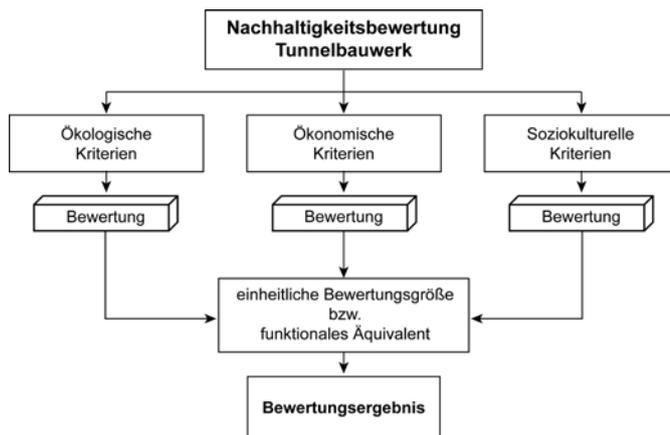 Nachhaltigkeitsbewertung
Tunnelbauwerk
Ökologische
Kriterien
Ökonomische
Kriterien
Soziokulturelle
Kriterien
Bewertung
Bewertung
Bewertung
einheitliche Bewertungsgröße
bzw.
funktionales Äquivalent
Bewertungsergebnis